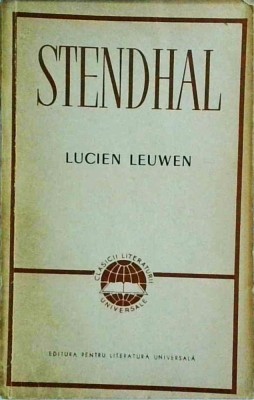 STENDHAL
LUCIEN LEUWEN
CLASICII LITERATURII
UNIVERSALE
EDITURA PENTRU LITERATURA UNIVERSALĂ